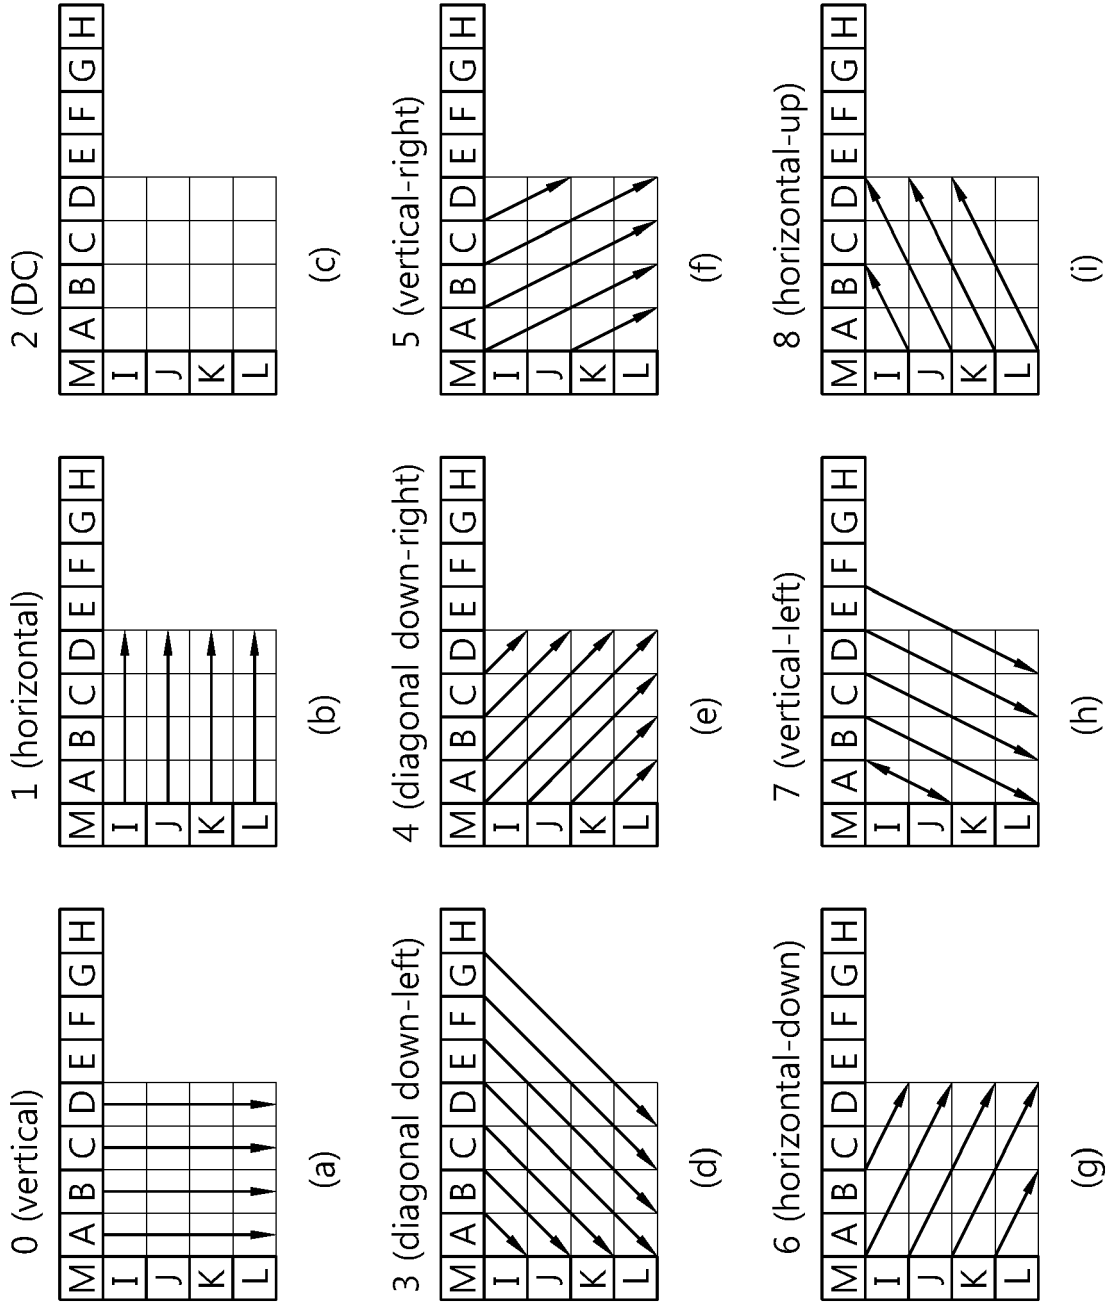 0 (vertical)
M A B C D E F G H
I
J
K
L
(a)
1 (horizontal)
M A B C D E F G H
I
J
K
L
(b)
2 (DC)
M A B C D E F G H
I
J
K
L
(c)
3 (diagonal down-left)
M A B C D E F G H
I
J
K
L
(d)
4 (diagonal down-right)
M A B C D E F G H
I
J
K
L
(e)
5 (vertical-right)
M A B C D E F G H
I
J
K
L
(f)
6 (horizontal-down)
M A B C D E F G H
I
J
K
L
(g)
7 (vertical-left)
M A B C D E F G H
I
J
K
L
(h)
8 (horizontal-up)
M A B C D E F G H
I
J
K
L
(i)